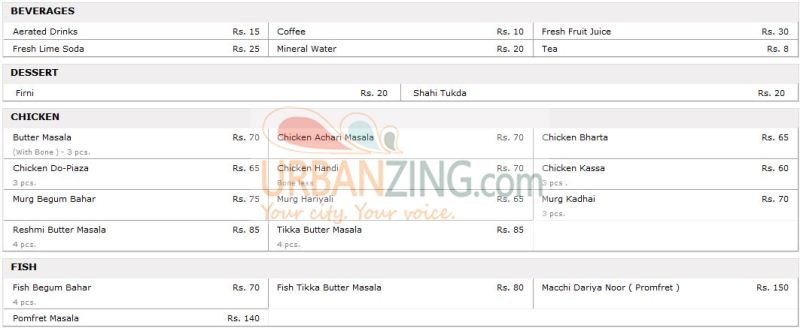 BEVERAGES
Aerated Drinks Rs. 15 Coffee Rs. 10 Fresh Fruit Juice Rs. 30
Fresh Lime Soda Rs. 25 Mineral Water Rs. 20 Tea Rs. 8
DESSERT
Firni Rs. 20 Shahi Tukda Rs. 20
CHICKEN
Butter Masala Rs. 70 Chicken Achari Masala Rs. 70 Chicken Bharta Rs. 65
(With Bone ) - 3 pcs.
Chicken Do-Piaza Rs. 65 Chicken Handi Rs. 70 Chicken Kassa Rs. 60
3 pcs. Bone less 3 pcs .
URBANZING.com
Murg Begum Bahar Rs. 75 Murg Hariyali Rs. 65 Murg Kadhai Rs. 70
3 pcs.
Your city. Your voice.
Reshmi Butter Masala Rs. 85 Tikka Butter Masala Rs. 85
4 pcs. 4 pcs.
FISH
Fish Begum Bahar Rs. 70 Fish Tikka Butter Masala Rs. 80 Macchi Dariya Noor ( Promfret ) Rs. 150
4 pcs.
Pomfret Masala Rs. 140